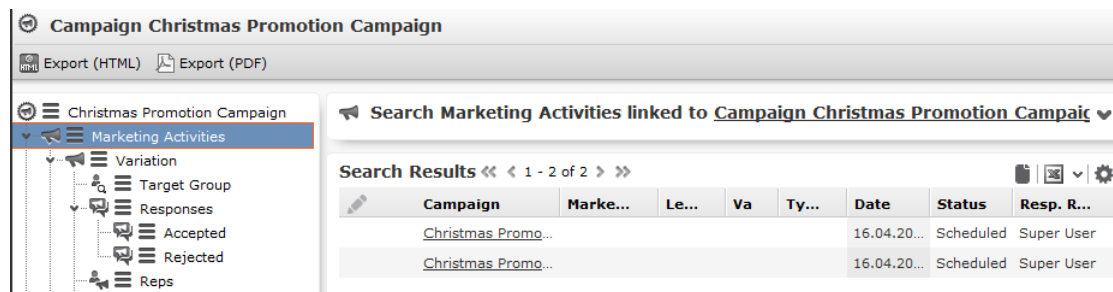 Campaign Christmas Promotion Campaign
HTML Export (HTML) Export (PDF)
Christmas Promotion Campaign
Marketing Activities
Variation
Target Group
Responses
Accepted
Rejected
Reps
Search Marketing Activities linked to Campaign Christmas Promotion Campaig
Search Results 1 - 2 of 2
Campaign Marke... Le... Va Ty... Date Status Resp. R...
Christmas Promo... 16.04.20... Scheduled Super User
Christmas Promo... 16.04.20... Scheduled Super User